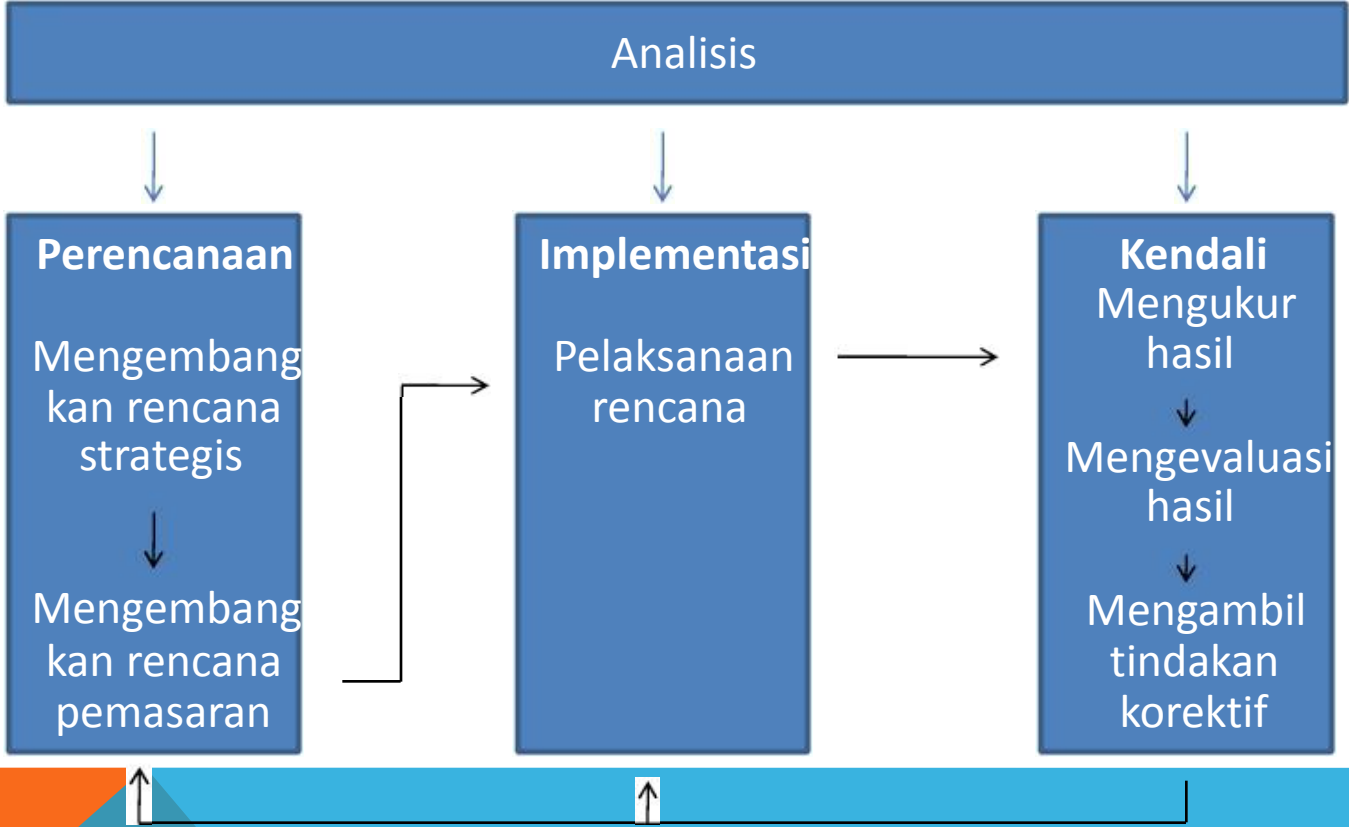 Analisis
Perencanaan
Mengembang
kan rencana
strategis
Mengembang
kan rencana
pemasaran
Implementasi
Pelaksanaan
rencana
Kendali
Mengukur
hasil
Mengevaluasi
hasil
Mengambil
tindakan
korektif